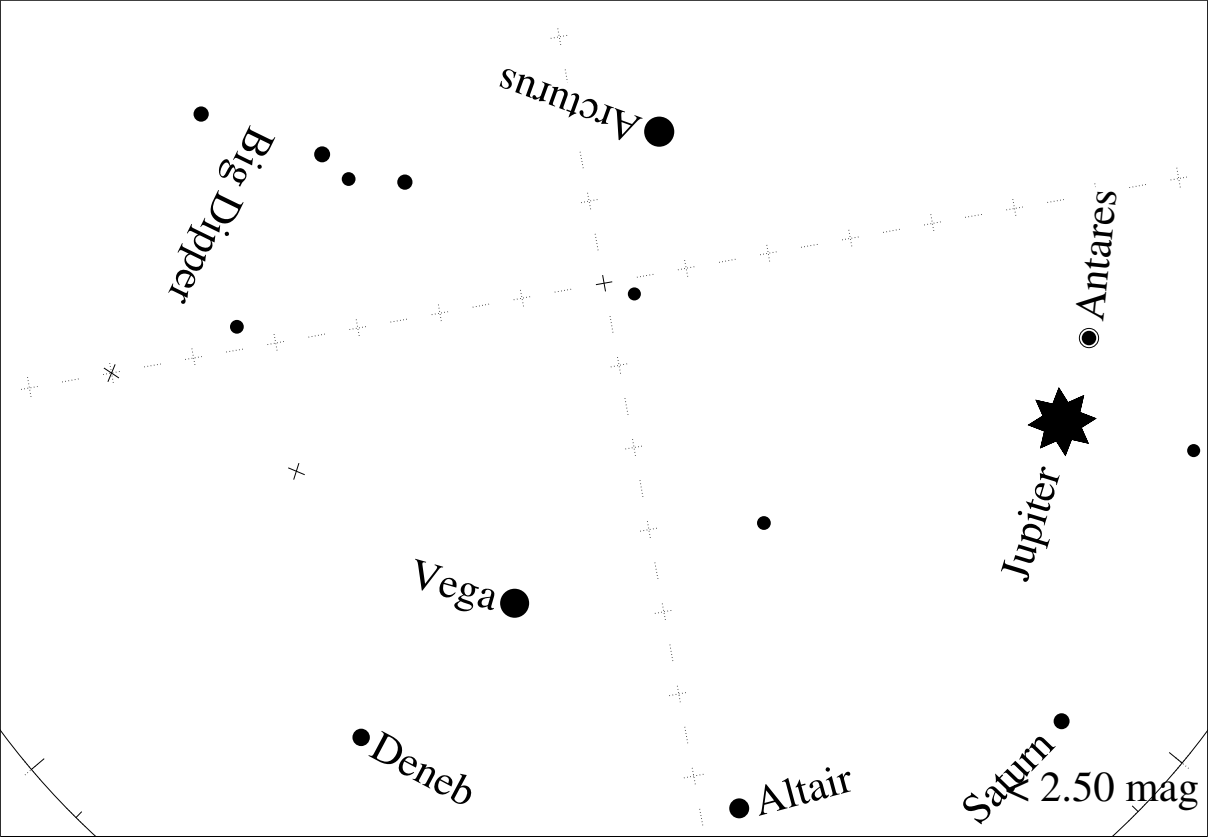 Arcturus
Big Dipper
Antares
Jupiter
Vega
Deneb
Altair
Saturn
< 2.50 mag